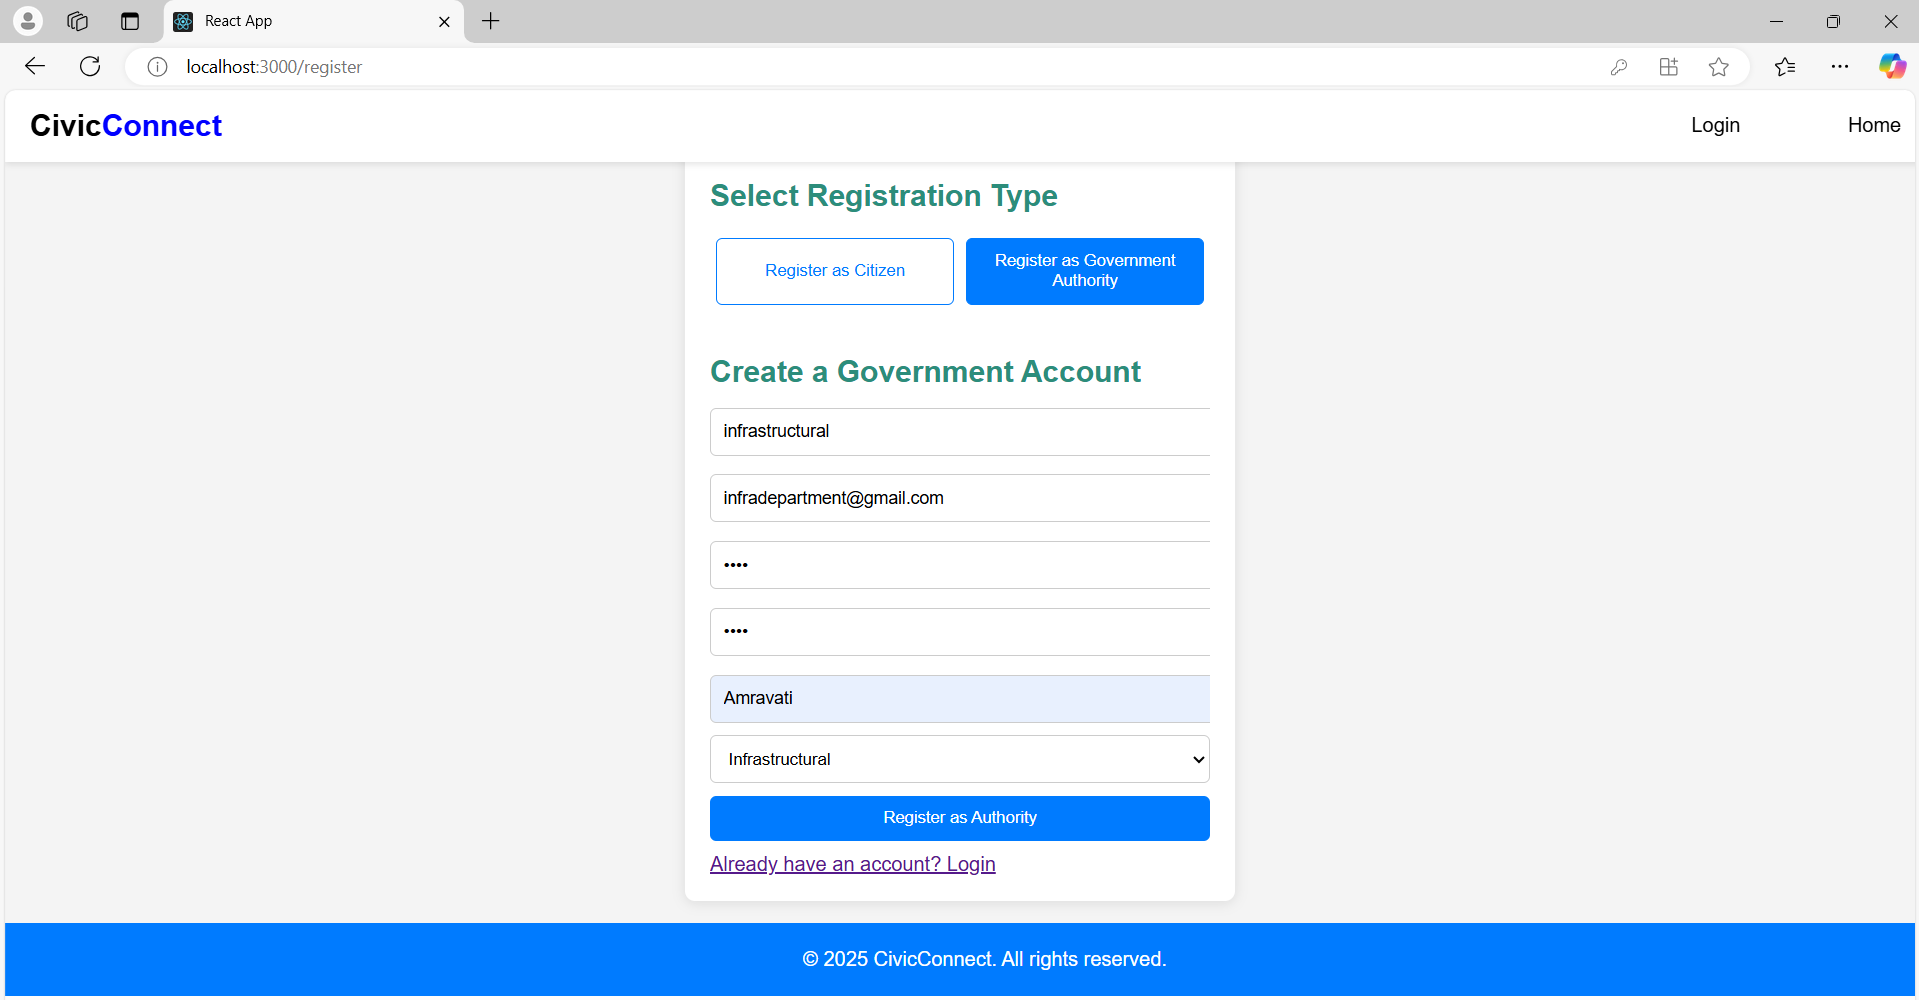 React App
localhost:3000/register
CivicConnect
Login
Home
Select Registration Type
Register as Citizen
Register as Government
Authority
Create a Government Account
infrastructural
infradepartment@gmail.com
••••
••••
Amravati
Infrastructural
Register as Authority
Already have an account? Login
© 2025 CivicConnect. All rights reserved.